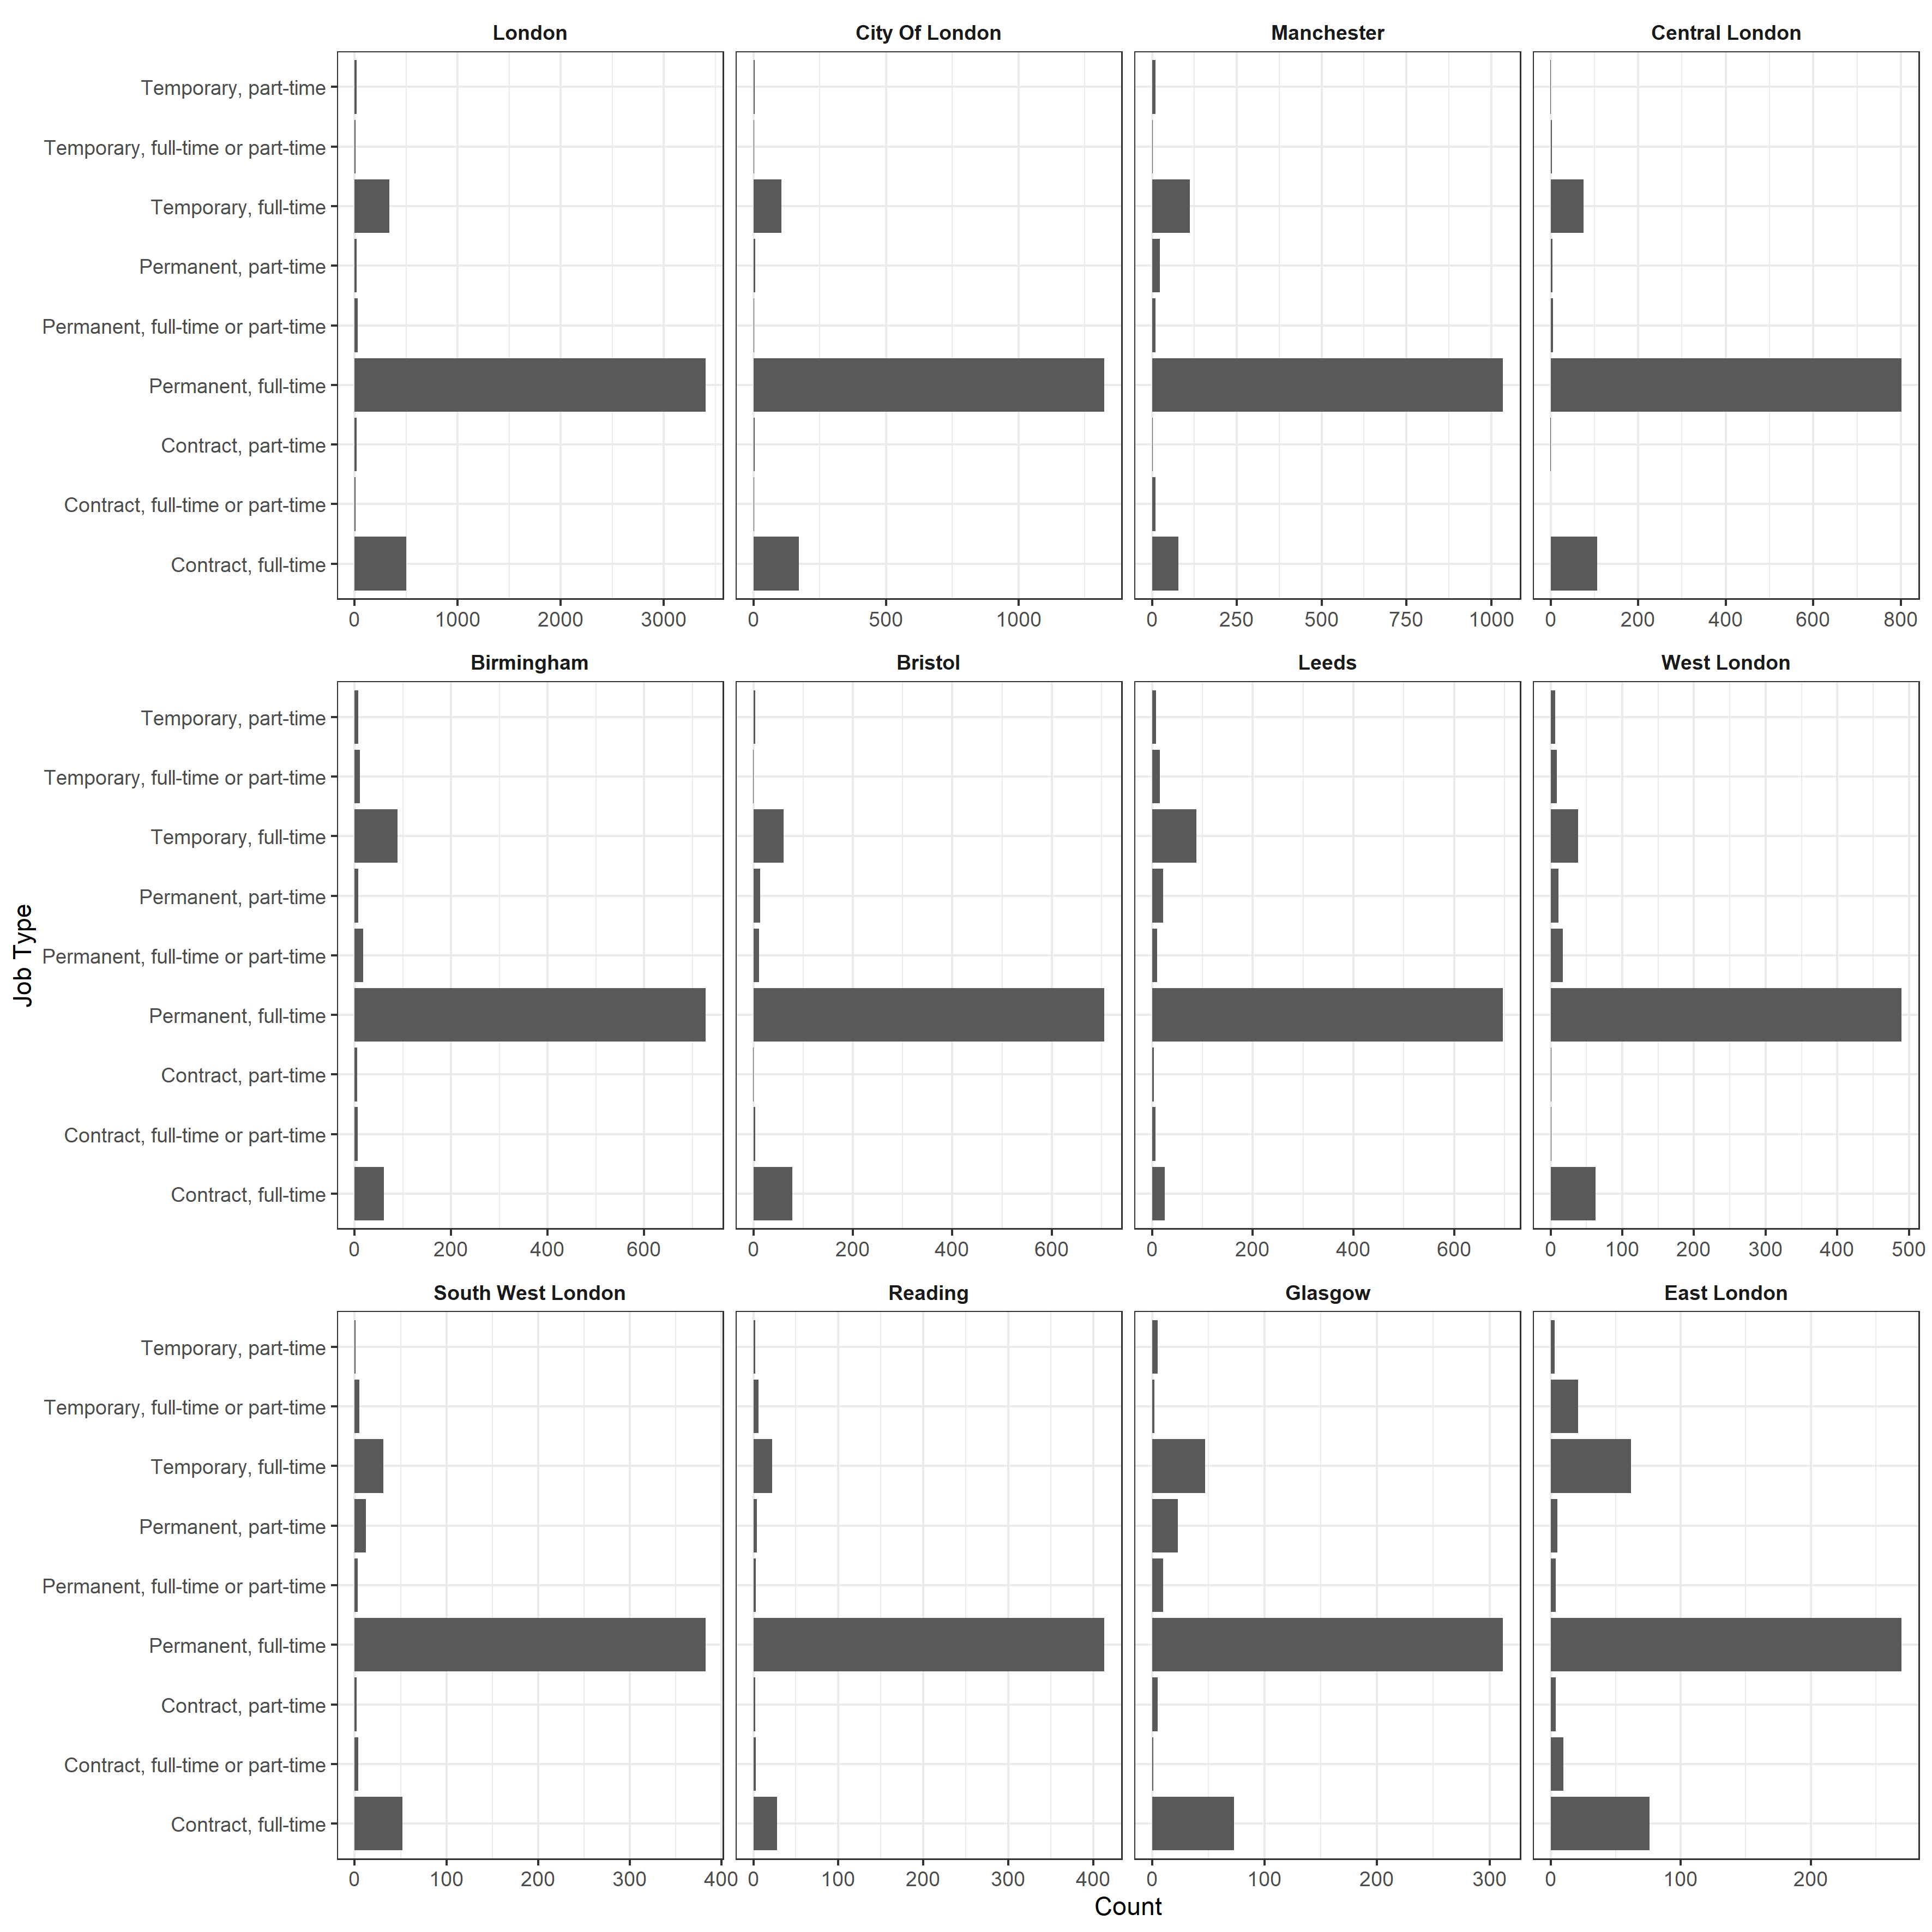 London
City Of London
Manchester
Central London
Temporary, part-time
Temporary, full-time or part-time
Temporary, full-time
Permanent, part-time
Permanent, full-time or part-time
Permanent, full-time
Contract, part-time
Contract, full-time or part-time
Contract, full-time
0 1000 2000 3000
0 500 1000
0 250 500 750 1000
0 200 400 600 800
Birmingham
Bristol
Leeds
West London
Temporary, part-time
Temporary, full-time or part-time
Temporary, full-time
Permanent, part-time
Permanent, full-time or part-time
Permanent, full-time
Contract, part-time
Contract, full-time or part-time
Contract, full-time
0 200 400 600
0 200 400 600
0 200 400 600
0 100 200 300 400 500
South West London
Reading
Glasgow
East London
Temporary, part-time
Temporary, full-time or part-time
Temporary, full-time
Permanent, part-time
Permanent, full-time or part-time
Permanent, full-time
Contract, part-time
Contract, full-time or part-time
Contract, full-time
0 100 200 300 400
0 100 200 300 400
0 100 200 300
0 100 200
Job Type
Count